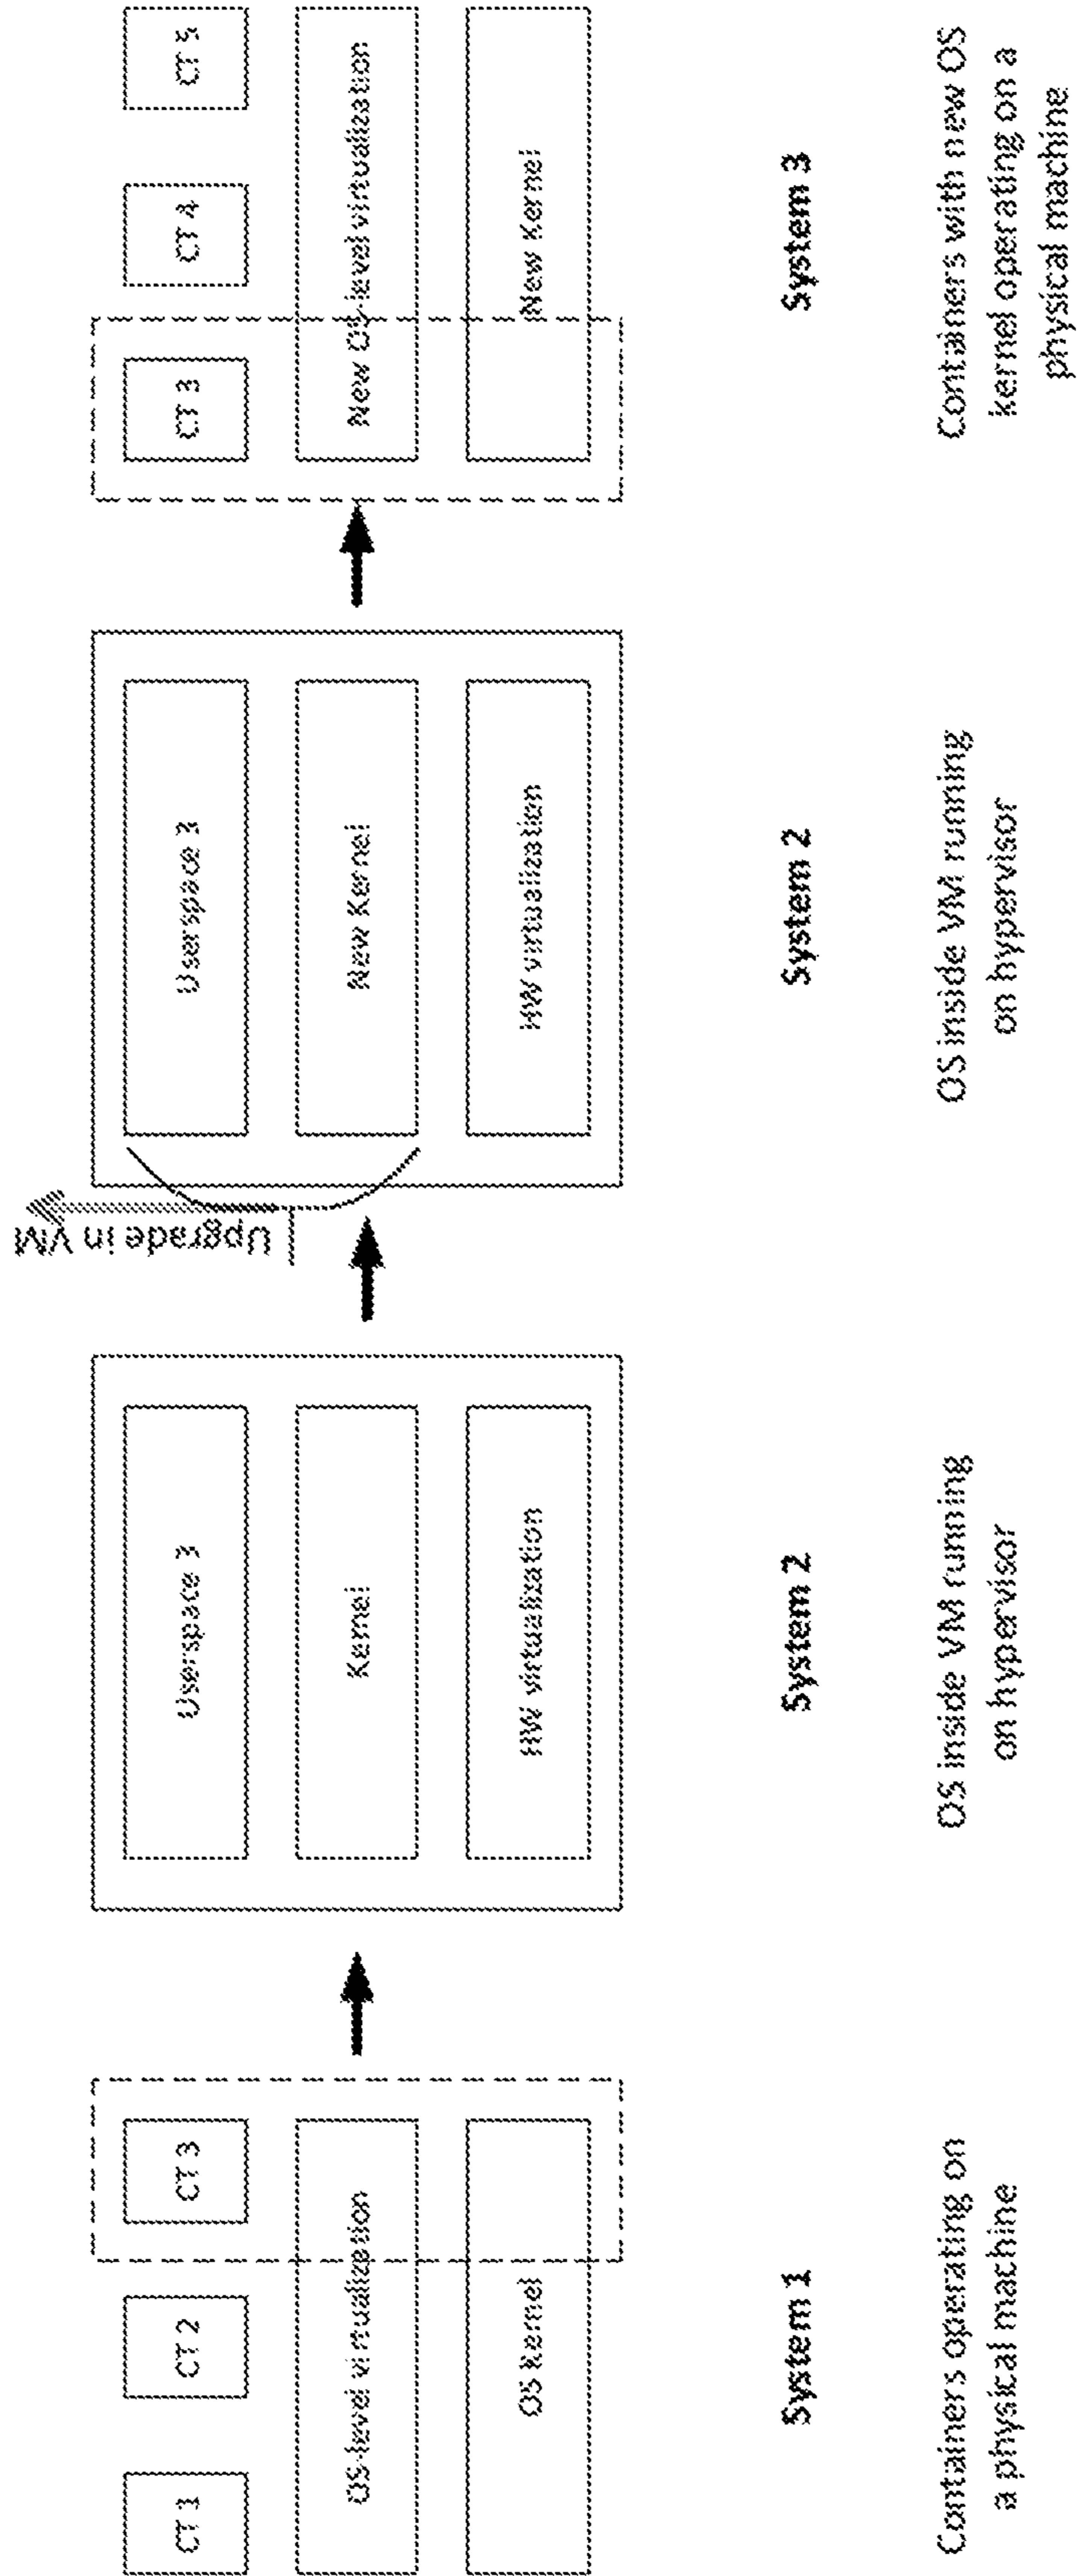 CT 1
CT 2
CT 3
OS-level virtualization
OS kernel
System 1
Containers operating on
a physical machine
Userspace 3
Kernel
HW virtualization
System 2
OS inside VM running
on hypervisor
Upgrade in VM
Userspace 3
New Kernel
HW virtualization
System 2
OS inside VM running
on hypervisor
CT 3
CT 4
CT 5
New OS-level virtualization
New Kernel
System 3
Containers with new OS
kernel operating on a
physical machine